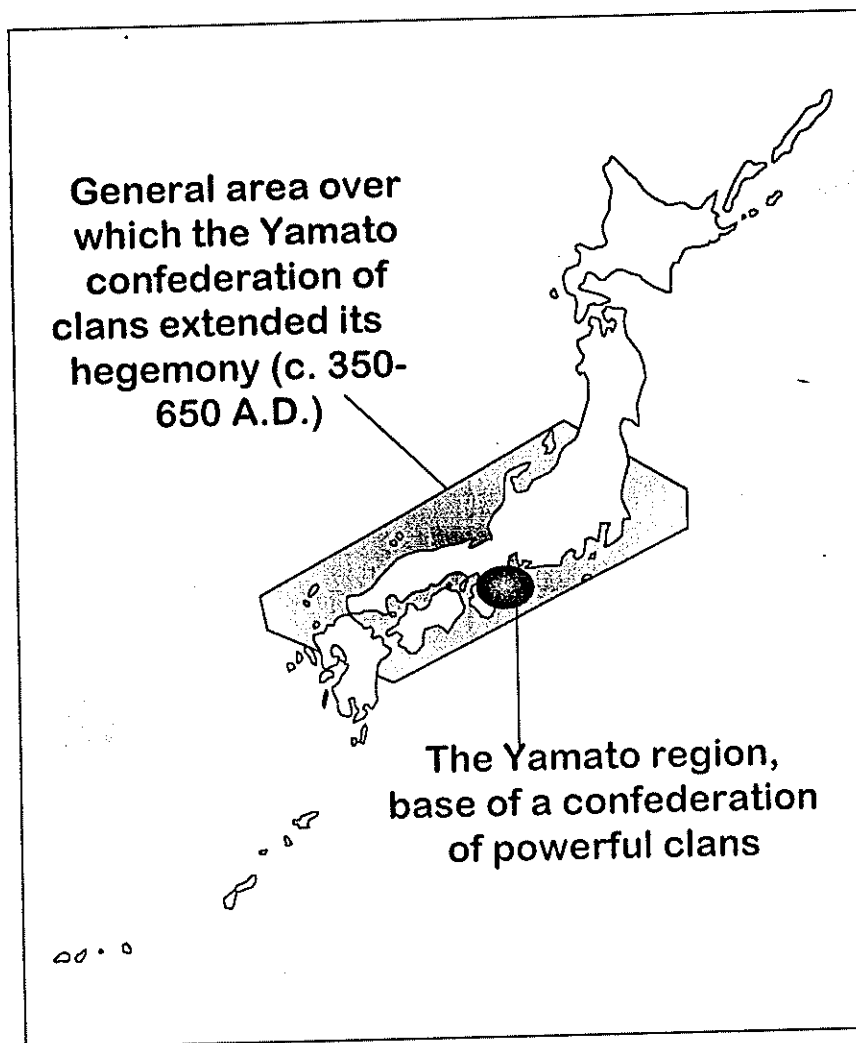 General area over
which the Yamato
confederation of
clans extended its
hegemony (c. 350-
650 A.D.)
The Yamato region,
base of a confederation
of powerful clans